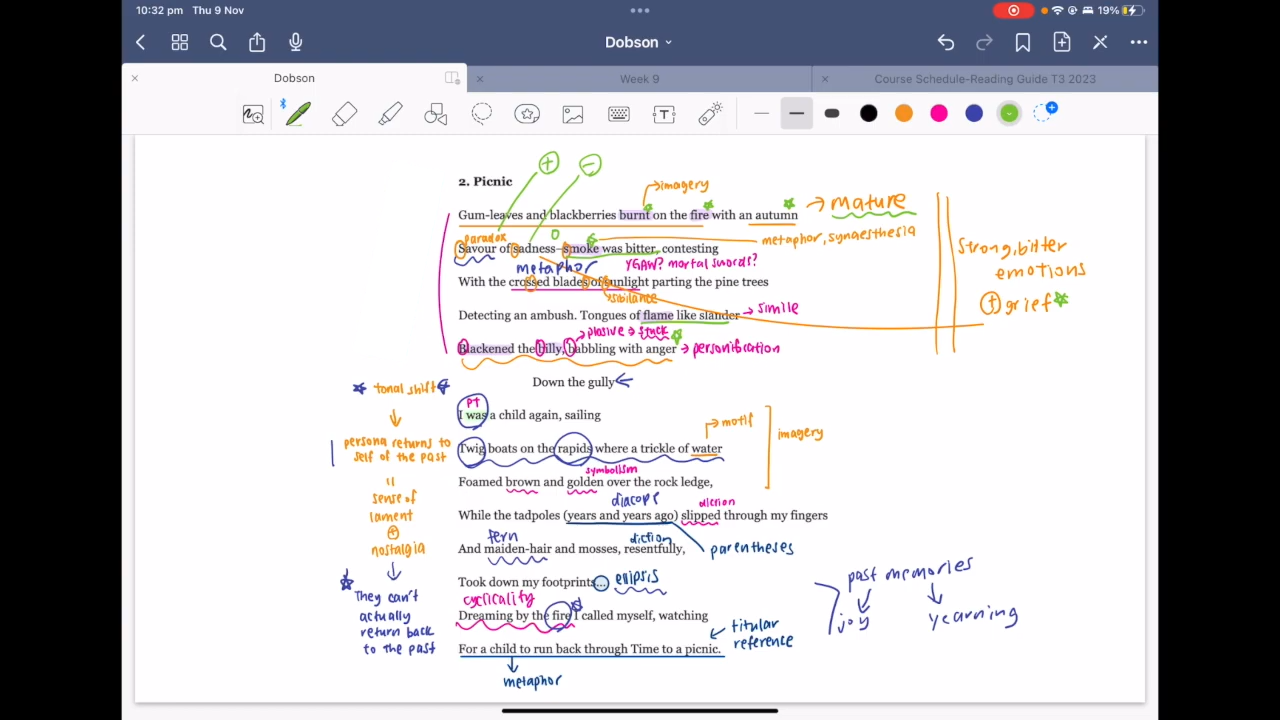 10:32 pm Thu 9 Nov
19%
Dobson
Dobson
Week 9
Course Schedule-Reading Guide T3 2023
+ −
2. Picnic
→imagery
Gum-leaves and blackberries burnt on the fire with an autumn → mature
paradox
metaphor, synaesthesia
Savour of sadness–smoke was bitter, contesting
metaphor YGAW? mortal swords?
With the crossed blades of sunlight parting the pine trees
sibilance
strong, bitter
emotions
+ grief
Detecting an ambush. Tongues of flame like slander → simile
plosive → stuck
Blackened the billy, babbling with anger → personification
Down the gully
tonal shift
PT
I was a child again, sailing
→ motif
imagery
persona returns to
self of the past
Twig boats on the rapids where a trickle of water
symbolism
Foamed brown and golden over the rock ledge,
diacope diction
sense of
lament
+
nostalgia
While the tadpoles (years and years ago) slipped through my fingers
fern diction
And maiden-hair and mosses, resentfully, parentheses
Took down my footprints... ellipsis
cyclicality
Dreaming by the fire I called myself, watching
They can't
actually
return back
to the past
past memories
joy yearning
titular
reference
For a child to run back through Time to a picnic.
metaphor